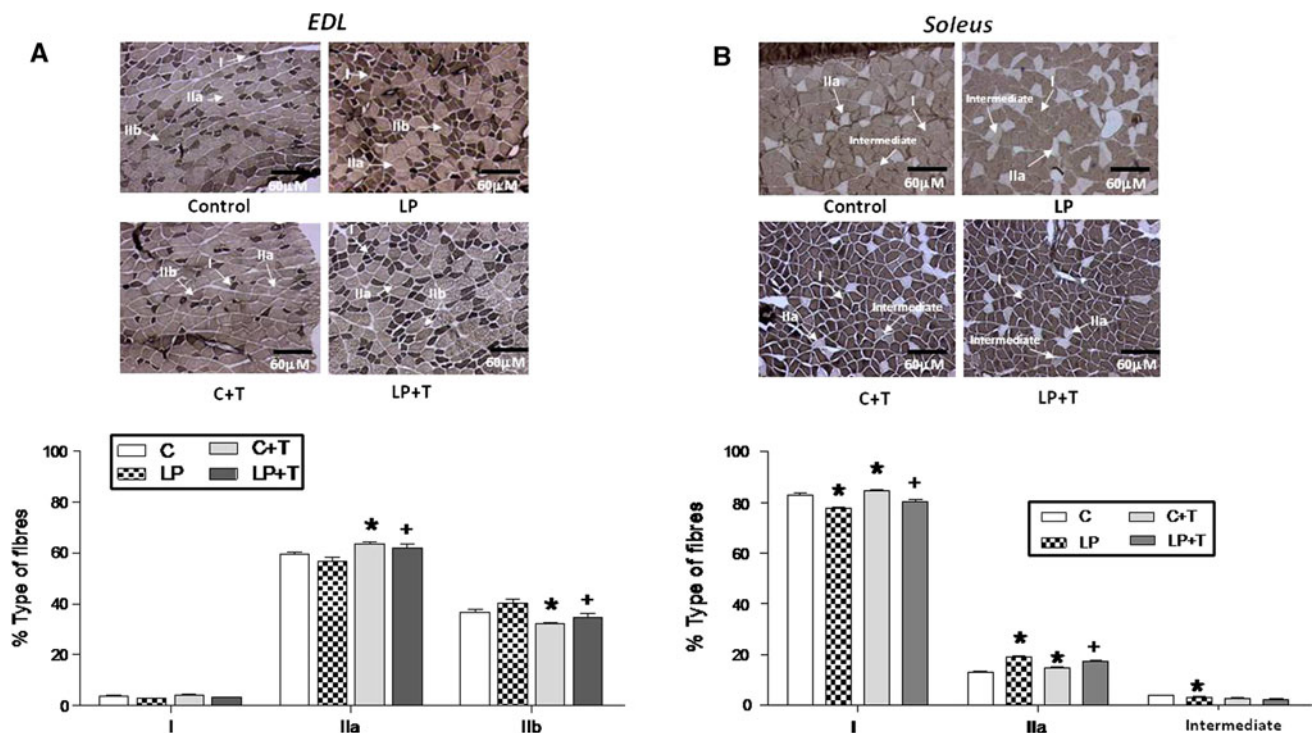 EDL
A
I
IIa
IIb
60µM
Control
I
IIb
IIa
60µM
LP
IIb
I
IIa
60µM
C+T
I
IIa
IIb
60µM
LP+T
C
C+T
LP
LP+T
% Type of fibres
100
80
60
40
20
0
*
+
*
+
I
IIa
IIb
Soleus
B
IIa
I
Intermediate
60µM
Control
I
Intermediate
IIa
60µM
LP
I
Intermediate
IIa
60µM
C+T
I
IIa
Intermediate
60µM
LP+T
C
C+T
LP
LP+T
% Type of fibres
100
80
60
40
20
0
*
*
+
*
*
+
*
I
IIa
Intermediate